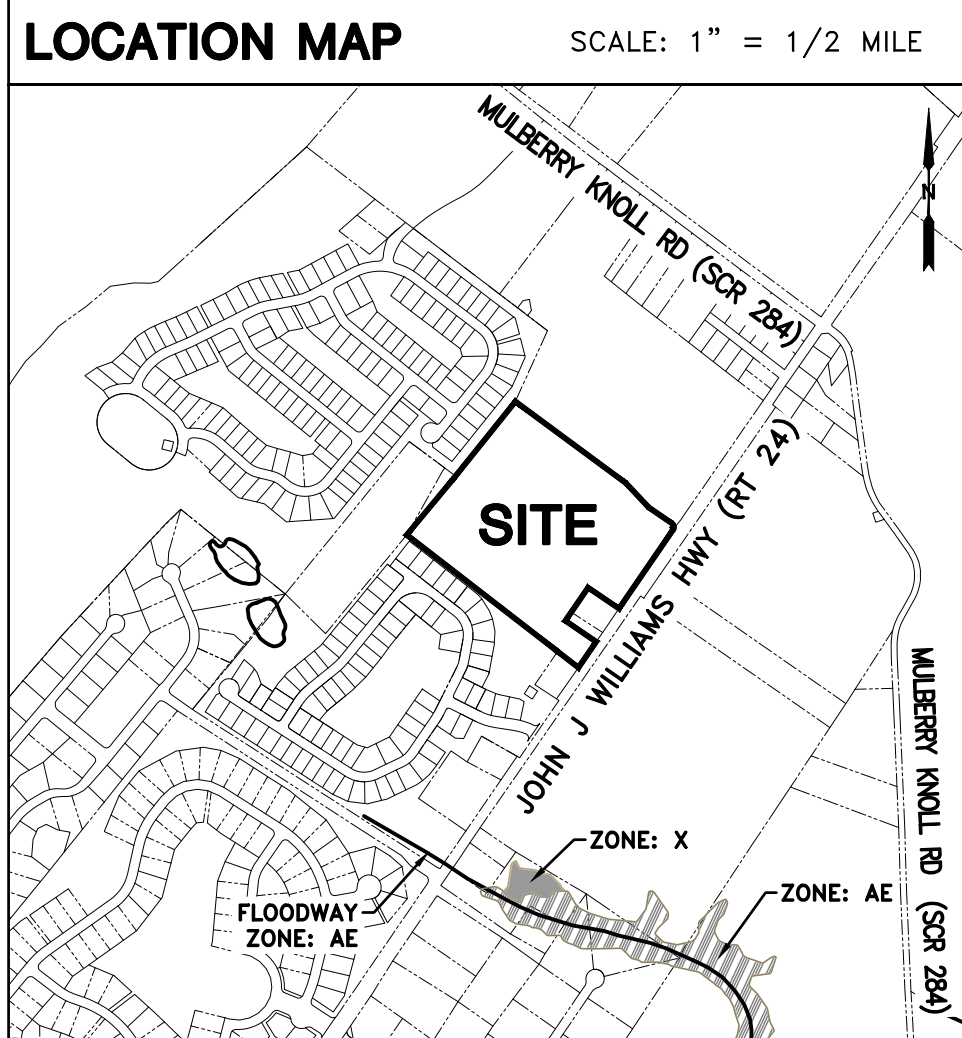 LOCATION MAP
SCALE: 1” = 1/2 MILE
MULBERRY KNOLL RD (SCR 284)
N
SITE
JOHN J WILLIAMS HWY (RT 24)
MULBERRY KNOLL RD (SCR 284)
ZONE: X
ZONE: AE
FLOODWAY
ZONE: AE